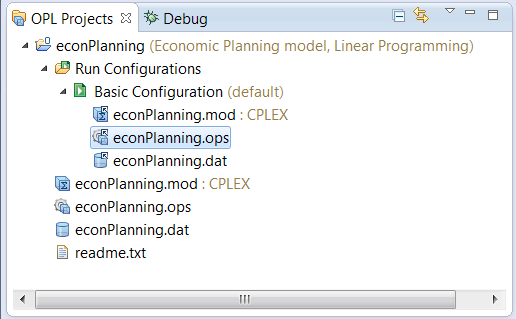 OPL Projects Debug
econPlanning (Economic Planning model, Linear Programming)
Run Configurations
Basic Configuration (default)
econPlanning.mod : CPLEX
econPlanning.ops
econPlanning.dat
econPlanning.mod : CPLEX
econPlanning.ops
econPlanning.dat
readme.txt